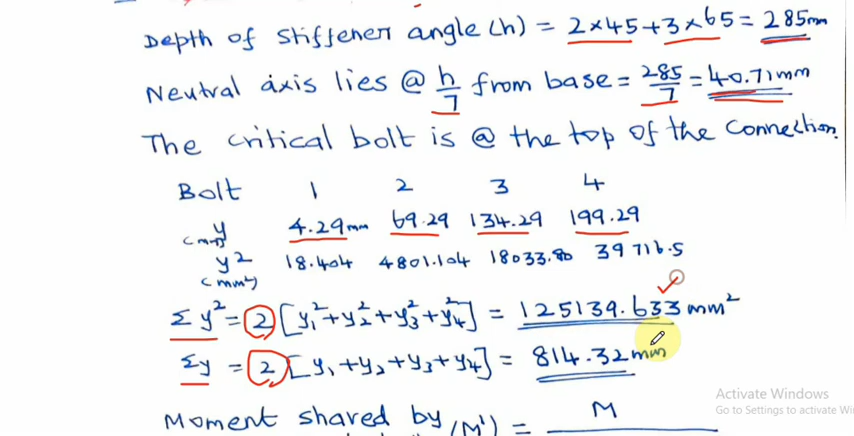 Depth of stiffener angle (h) = 2×45+3×65 = 285mm
Neutral axis lies @ h/7 from base = 285/7 = 40.71mm
The critical bolt is @ the top of the connection.
Bolt 1 2 3 4
y (mm) 4.29mm 69.29 134.29 199.29
y² (mm²) 18.404 4801.104 18033.80 39716.5
Σy² = 2[y₁²+y₂²+y₃²+y₄²] = 125139.633mm²
Σy = 2[y₁+y₂+y₃+y₄] = 814.32mm
Activate Windows
Go to Settings to activate Wi
Moment shared by (M') = M